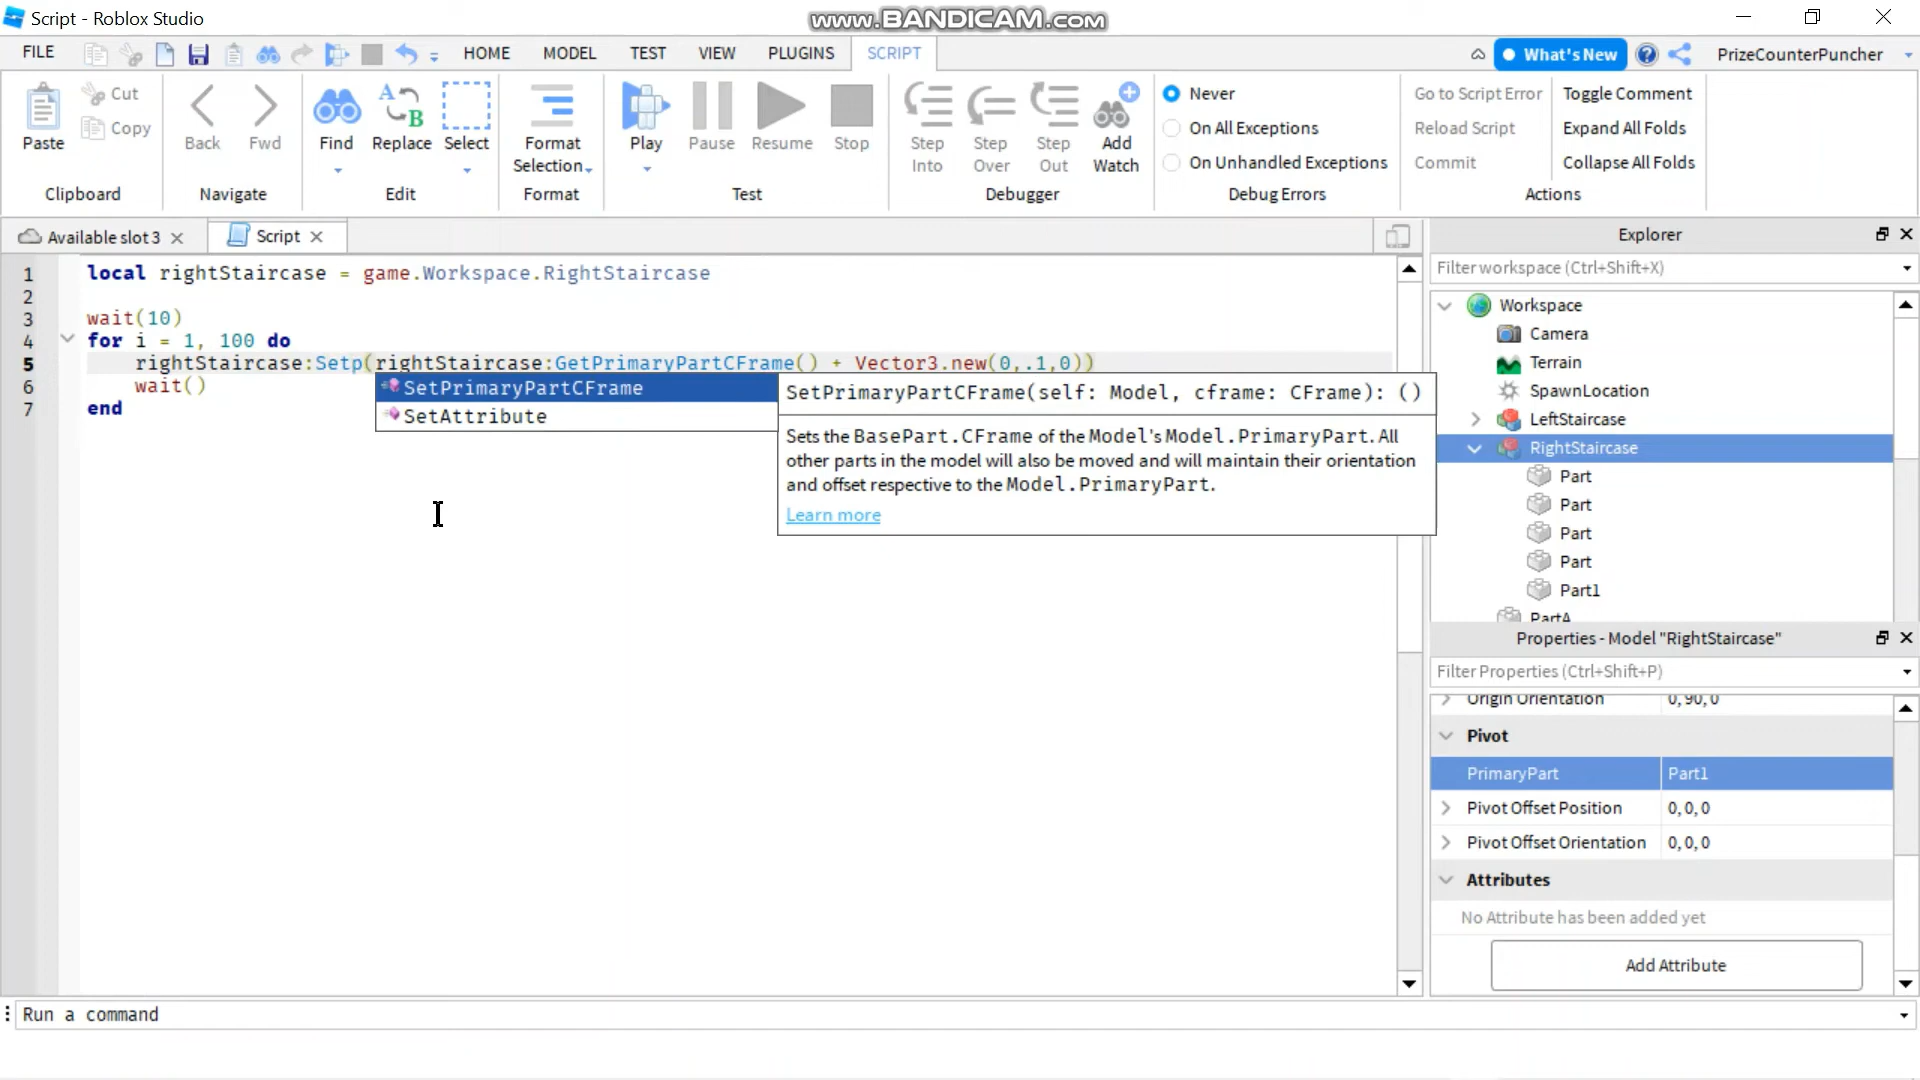 Script - Roblox Studio
www.BANDICAM.com
FILE
HOME
MODEL
TEST
VIEW
PLUGINS
SCRIPT
What's New
PrizeCounterPuncher
Paste
Cut
Copy
Clipboard
Back
Fwd
Navigate
Find
Replace
Select
Edit
Format
Selection
Format
Play
Pause
Resume
Stop
Test
Step
Into
Step
Over
Step
Out
Add
Watch
Debugger
Never
On All Exceptions
On Unhandled Exceptions
Debug Errors
Go to Script Error
Reload Script
Commit
Toggle Comment
Expand All Folds
Collapse All Folds
Actions
Available slot 3
Script
1 local rightStaircase = game.Workspace.RightStaircase
2
3 wait(10)
4 for i = 1, 100 do
5 rightStaircase:Setp(rightStaircase:GetPrimaryPartCFrame() + Vector3.new(0,.1,0))
6 wait()
7 end
SetPrimaryPartCFrame
SetAttribute
SetPrimaryPartCFrame(self: Model, cframe: CFrame): ()
Sets the BasePart.CFrame of the Model's Model.PrimaryPart. All
other parts in the model will also be moved and will maintain their orientation
and offset respective to the Model.PrimaryPart.
Learn more
Explorer
Filter workspace (Ctrl+Shift+X)
Workspace
Camera
Terrain
SpawnLocation
LeftStaircase
RightStaircase
Part
Part
Part
Part
Part1
PartA
Properties - Model "RightStaircase"
Filter Properties (Ctrl+Shift+P)
Origin Orientation 0, 90, 0
Pivot
PrimaryPart Part1
Pivot Offset Position 0, 0, 0
Pivot Offset Orientation 0, 0, 0
Attributes
No Attribute has been added yet
Add Attribute
Run a command